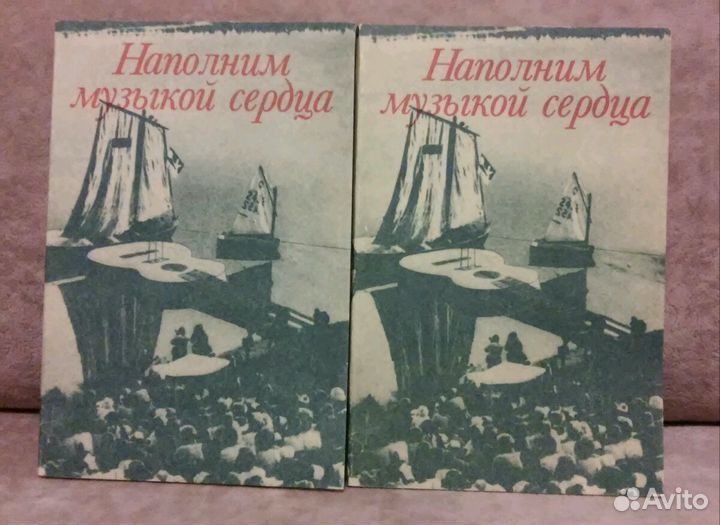 Наполним
музыкой сердца
Наполним
музыкой сердца
Avito